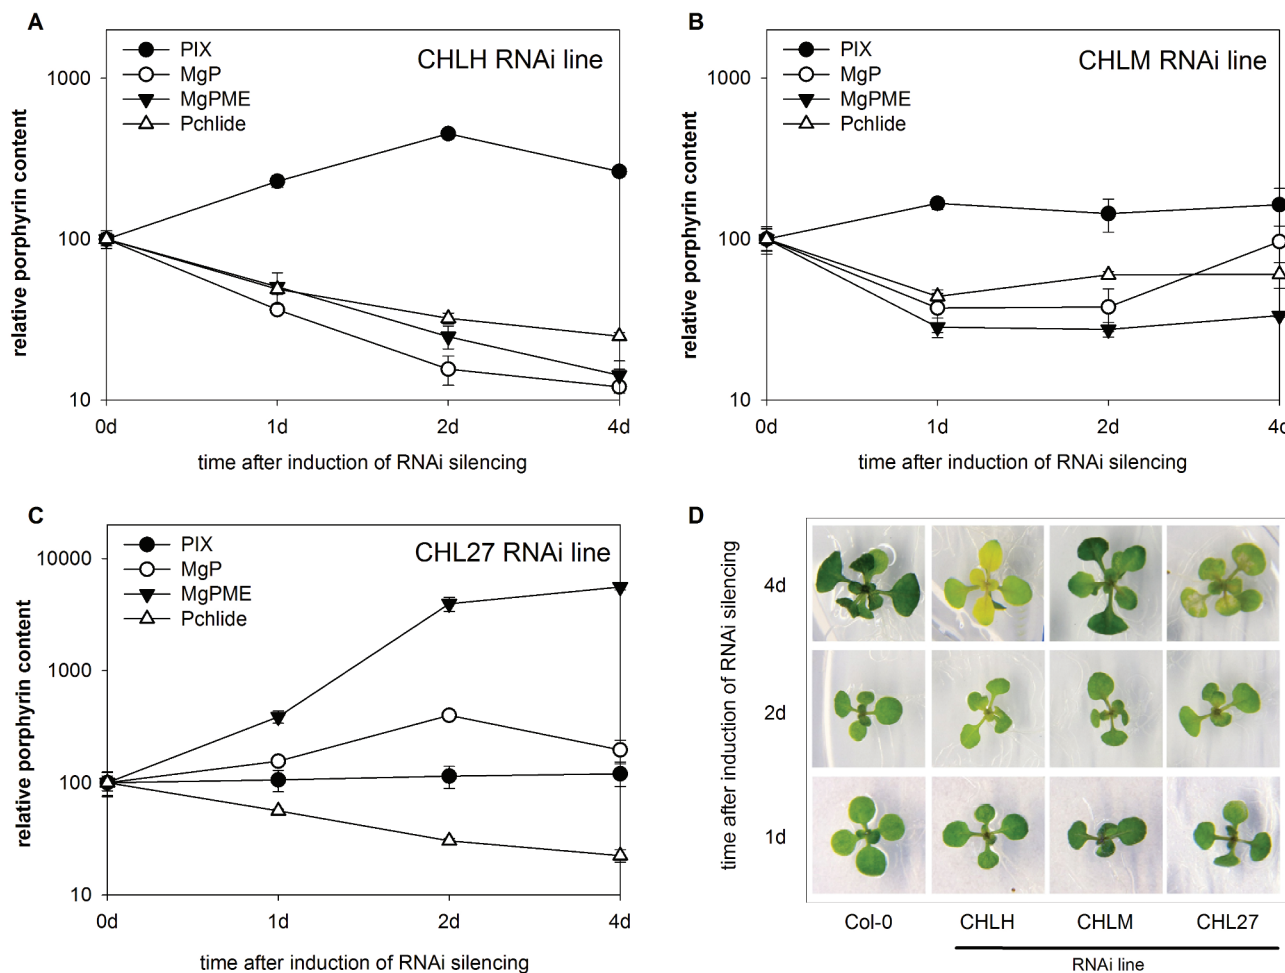 A
PIX
MgP
MgPME
Pchlide
CHLH RNAi line
relative porphyrin content
1000
100
10
0d
1d
2d
4d
time after induction of RNAi silencing
B
PIX
MgP
MgPME
Pchlide
CHLM RNAi line
relative porphyrin content
1000
100
10
0d
1d
2d
4d
time after induction of RNAi silencing
C
PIX
MgP
MgPME
Pchlide
CHL27 RNAi line
relative porphyrin content
10000
1000
100
10
0d
1d
2d
4d
time after induction of RNAi silencing
D
time after induction of RNAi silencing
4d
2d
1d
Col-0
CHLH
CHLM
CHL27
RNAi line